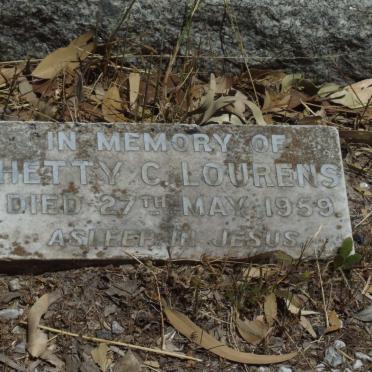 IN MEMORY OF
HETTY C. LOURENS
DIED 27TH MAY 1959
ASLEEP IN JESUS